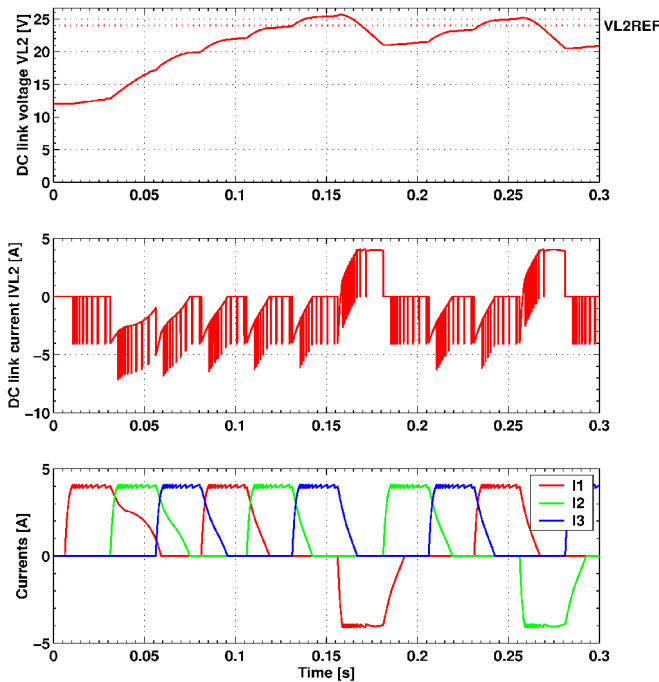 DC link voltage VL2 [V]
25
20
15
10
5
0
VL2REF
0 0.05 0.1 0.15 0.2 0.25 0.3
DC link current IVL2 [A]
5
0
−5
−10
0 0.05 0.1 0.15 0.2 0.25 0.3
Currents [A]
5
0
−5
I1
I2
I3
0 0.05 0.1 0.15 0.2 0.25 0.3
Time [s]